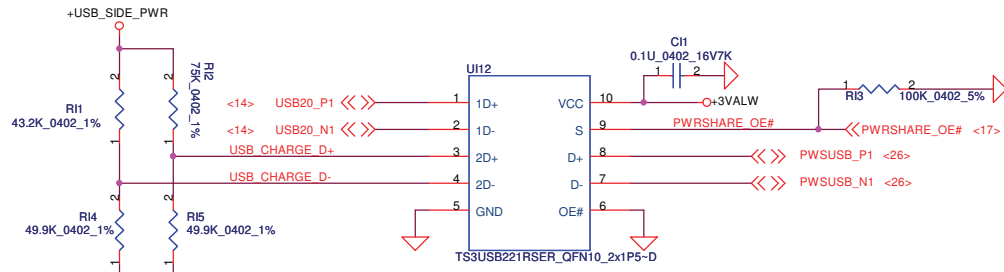 +USB_SIDE_PWR
CI1
0.1U_0402_16V7K
1 2
UI12
2 2
RI2
75K_0402_1%
RI1
43.2K_0402_1%
1 1
<14> USB20_P1 1 1D+ VCC 10 +3VALW
1 RI3 2 100K_0402_5%
<14> USB20_N1 2 1D- S 9 PWRSHARE_OE# PWRSHARE_OE# <17>
USB_CHARGE_D+ 3 2D+ D+ 8 PWSUSB_P1 <26>
USB_CHARGE_D- 4 2D- D- 7 PWSUSB_N1 <26>
2 2
5 GND OE# 6
RI4 RI5
49.9K_0402_1% 49.9K_0402_1%
1 1
TS3USB221RSER_QFN10_2x1P5~D